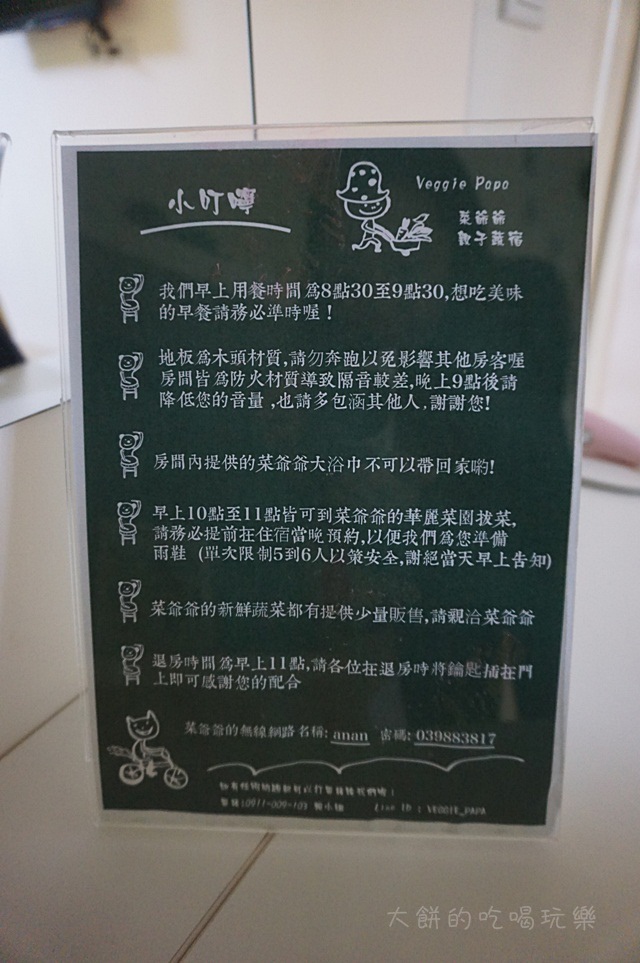 小叮嚀
Veggie Papa
菜爺爺
親子民宿
我們早上用餐時間為8點30至9點30,想吃美味
的早餐請務必準時喔！
地板為木頭材質,請勿奔跑以免影響其他房客喔
房間皆為防火材質導致隔音較差,晚上9點後請
降低您的音量,也請多包涵其他人,謝謝您!
房間內提供的菜爺爺大浴巾不可以帶回家喲!
早上10點至11點皆可到菜爺爺的華麗菜園拔菜,
請務必提前在住宿當晚預約,以便我們為您準備
雨鞋 (單次限制5到6人以策安全,謝絕當天早上告知)
菜爺爺的新鮮蔬菜都有提供少量販售,請親洽菜爺爺
退房時間為早上11點,請各位在退房時將鑰匙插在門
上即可感謝您的配合
菜爺爺的無線網路名稱: anan 密碼: 039883817
Line ID : VEGGIE_PAPA
大餅的吃喝玩樂